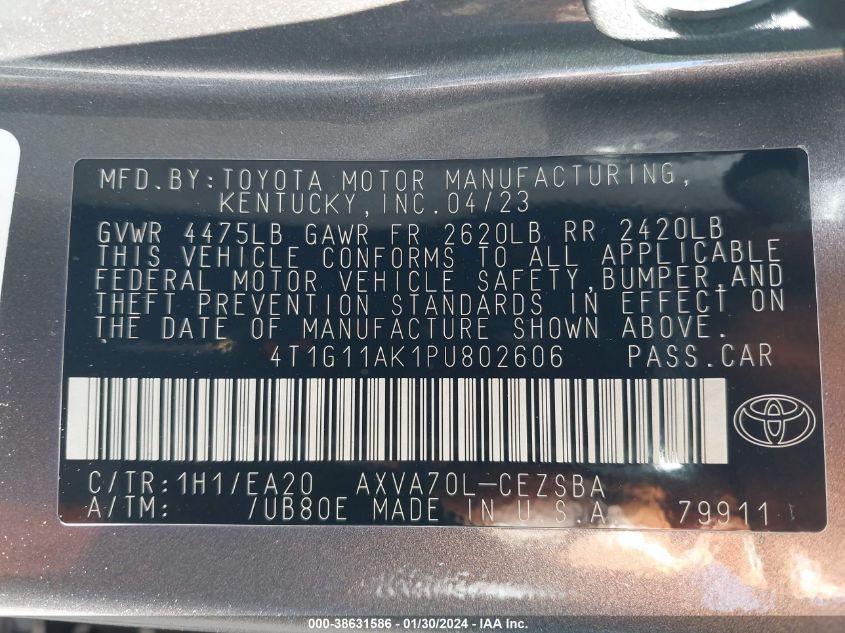 MFD.BY:TOYOTA MOTOR MANUFACTURING,
KENTUCKY,INC.04/23
GVWR 4475LB GAWR FR 2620LB RR 2420LB
THIS VEHICLE CONFORMS TO ALL APPLICABLE
FEDERAL MOTOR VEHICLE SAFETY,BUMPER,AND
THEFT PREVENTION STANDARDS IN EFFECT ON
THE DATE OF MANUFACTURE SHOWN ABOVE.
4T1G11AK1PU802606 PASS.CAR
C/TR:1H1/EA20 AXVA70L-CEZSBA
A/TM: 7UB80E MADE IN U.S.A. 79911
000-38631586 - 01/30/2024 - IAA Inc.